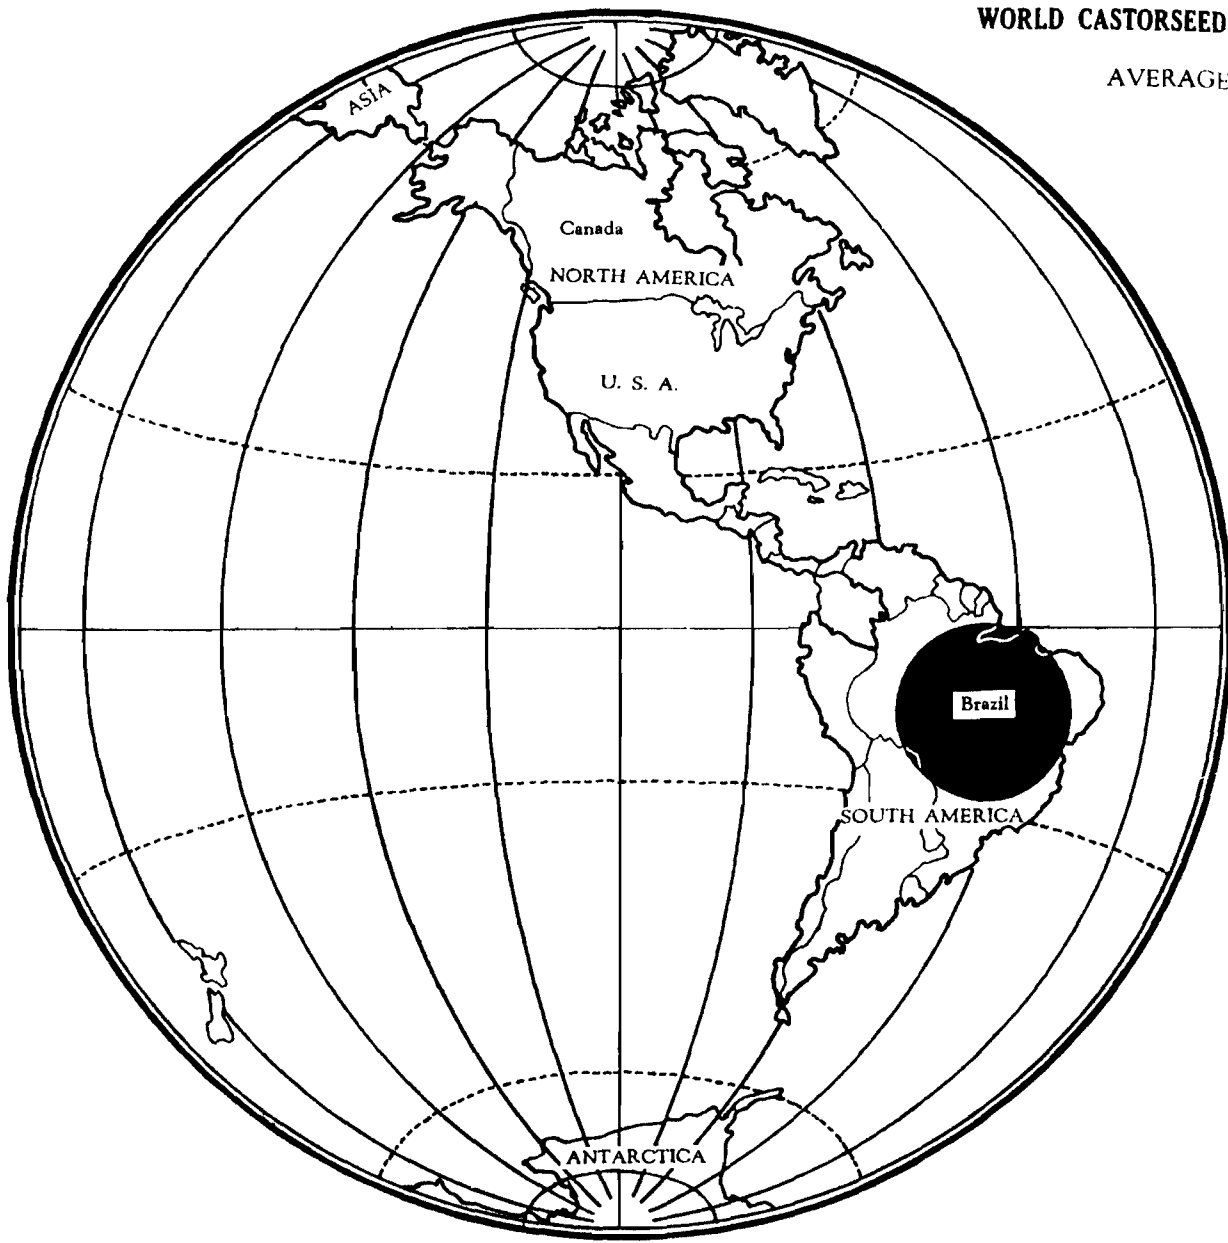 WORLD CASTORSEED
AVERAGE
ASIA
Canada
NORTH AMERICA
U. S. A.
Brazil
SOUTH AMERICA
ANTARCTICA